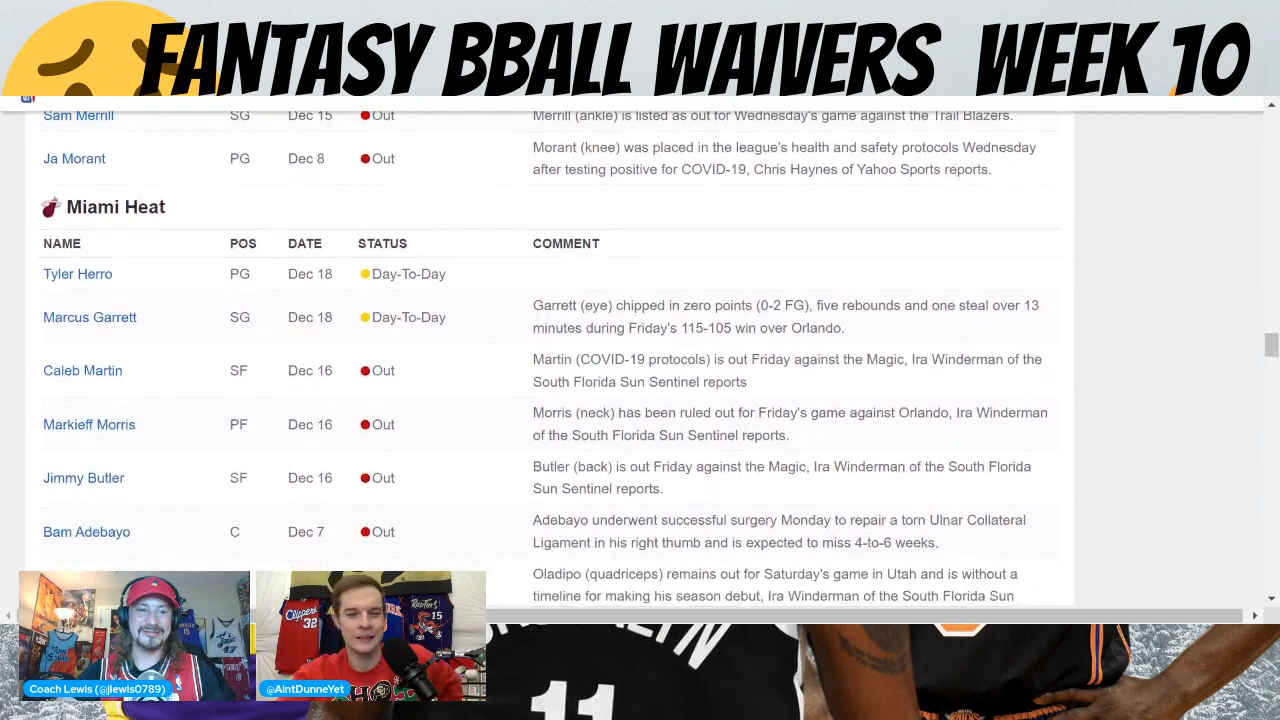 FANTASY BBALL WAIVERS WEEK 10
Sam Merrill PG Dec 15 Out Merrill (ankle) is listed as out for Wednesday's game against the Trail Blazers.
Ja Morant PG Dec 8 Out Morant (knee) was placed in the league's health and safety protocols Wednesday
after testing positive for COVID-19, Chris Haynes of Yahoo Sports reports.
Miami Heat
NAME POS DATE STATUS COMMENT
Tyler Herro PG Dec 18 Day-To-Day
Marcus Garrett SG Dec 18 Day-To-Day Garrett (eye) chipped in zero points (0-2 FG), five rebounds and one steal over 13
minutes during Friday's 115-105 win over Orlando.
Caleb Martin SF Dec 16 Out Martin (COVID-19 protocols) is out Friday against the Magic, Ira Winderman of the
South Florida Sun Sentinel reports
Markieff Morris PF Dec 16 Out Morris (neck) has been ruled out for Friday's game against Orlando, Ira Winderman
of the South Florida Sun Sentinel reports.
Jimmy Butler SF Dec 16 Out Butler (back) is out Friday against the Magic, Ira Winderman of the South Florida
Sun Sentinel reports.
Bam Adebayo C Dec 7 Out Adebayo underwent successful surgery Monday to repair a torn Ulnar Collateral
Ligament in his right thumb and is expected to miss 4-to-6 weeks.
Oladipo (quadriceps) remains out for Saturday's game in Utah and is without a
timeline for making his season debut, Ira Winderman of the South Florida Sun
Clippers
32
RAPTORS
15
15
47
Coach Lewis (@jlewis0789)
@AintDunneYet
BROOKLYN
11